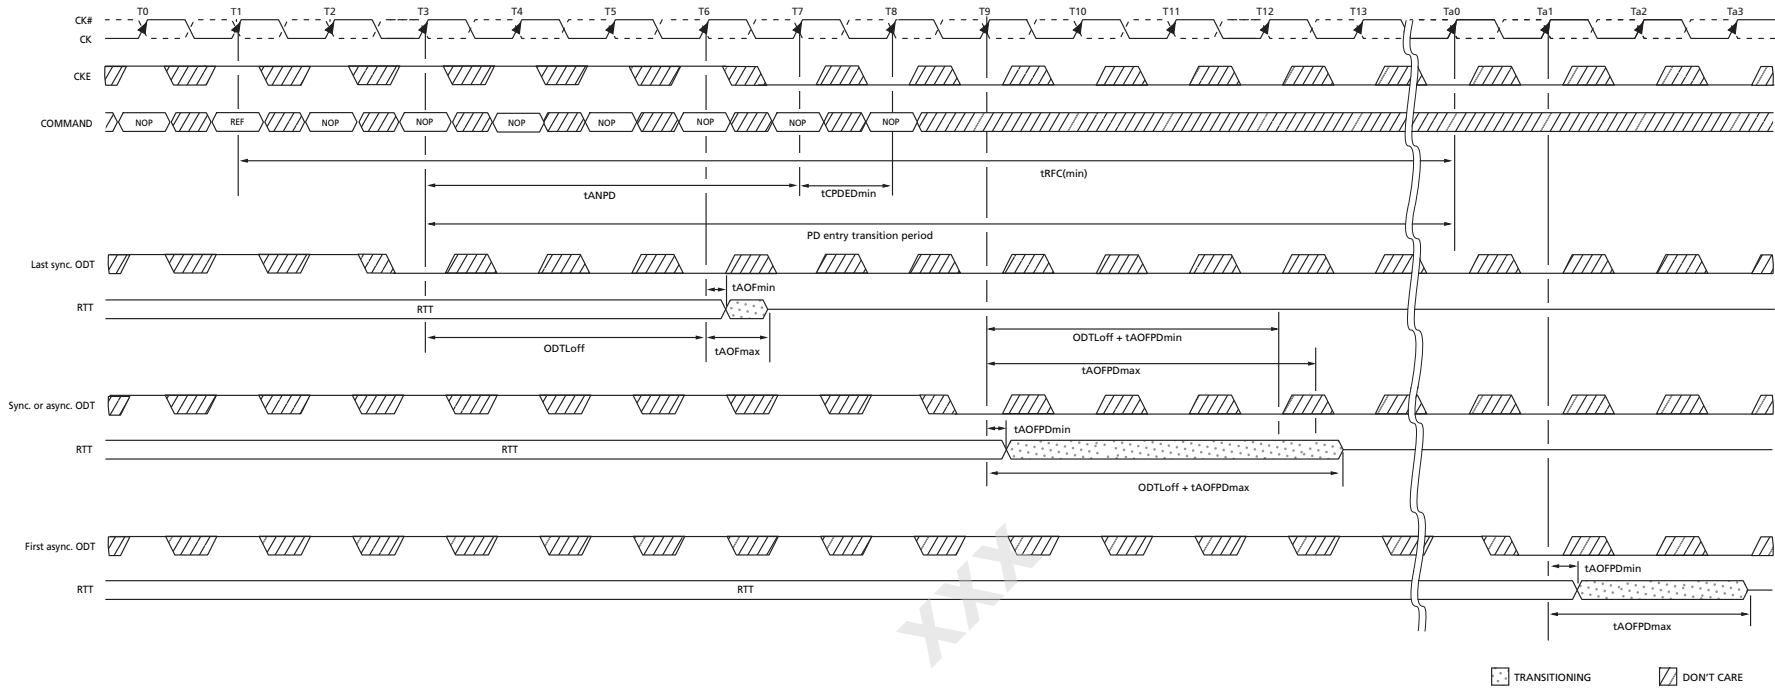 T0 T1 T2 T3 T4 T5 T6 T7 T8 T9 T10 T11 T12 T13 Ta0 Ta1 Ta2 Ta3
CK#
CK
CKE
COMMAND NOP REF NOP NOP NOP NOP NOP NOP NOP
tRFC(min)
tANPD tCPDEDmin
PD entry transition period
Last sync. ODT
tAOFmin
RTT RTT
ODTLoff tAOFmax
ODTLoff + tAOFPDmin
tAOFPDmax
Sync. or async. ODT
tAOFPDmin
RTT RTT
ODTLoff + tAOFPDmax
First async. ODT
tAOFPDmin
RTT RTT
tAOFPDmax
XXX
TRANSITIONING DON'T CARE